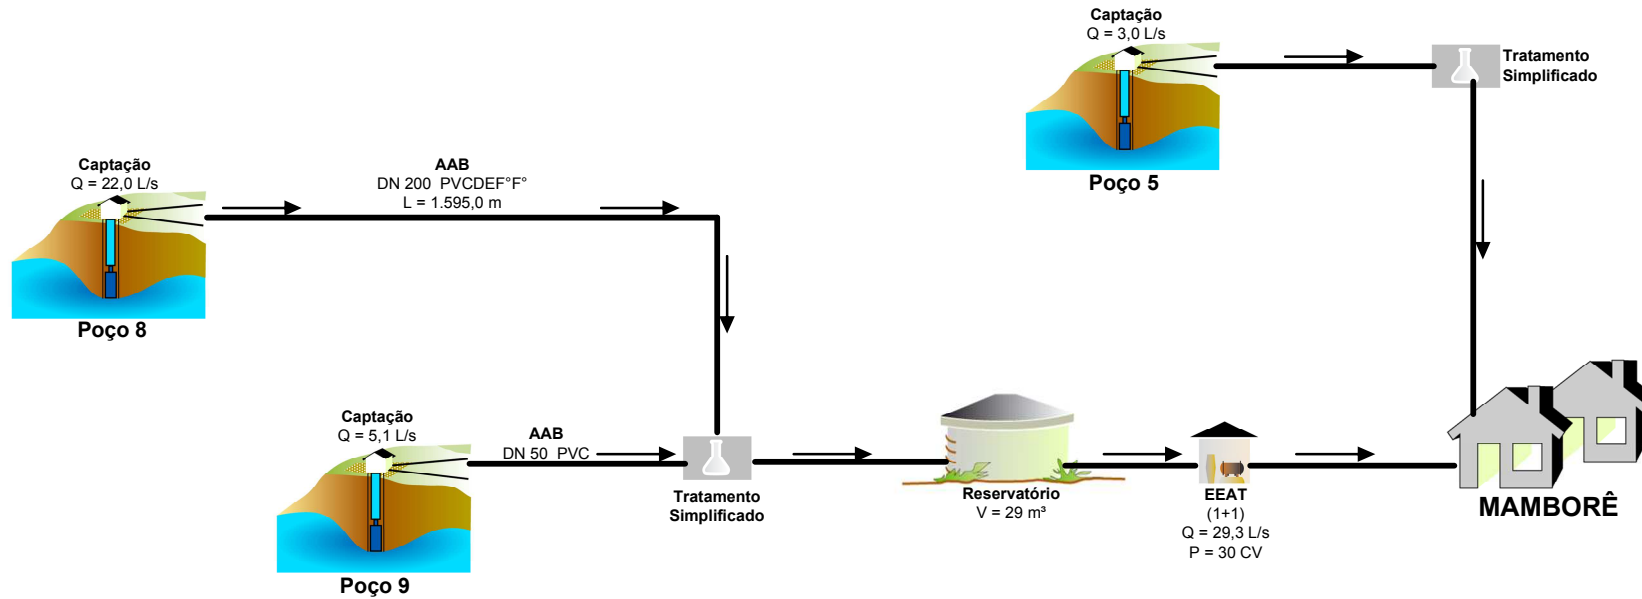 Captação
Q = 3,0 L/s
Tratamento
Simplificado
Poço 5
Captação
Q = 22,0 L/s
AAB
DN 200  PVCDEF°F°
L = 1.595,0 m
Poço 8
Captação
Q = 5,1 L/s
AAB
DN 50  PVC
Tratamento
Simplificado
Poço 9
Reservatório
V = 29 m³
EEAT
(1+1)
Q = 29,3 L/s
P = 30 CV
MAMBORÊ